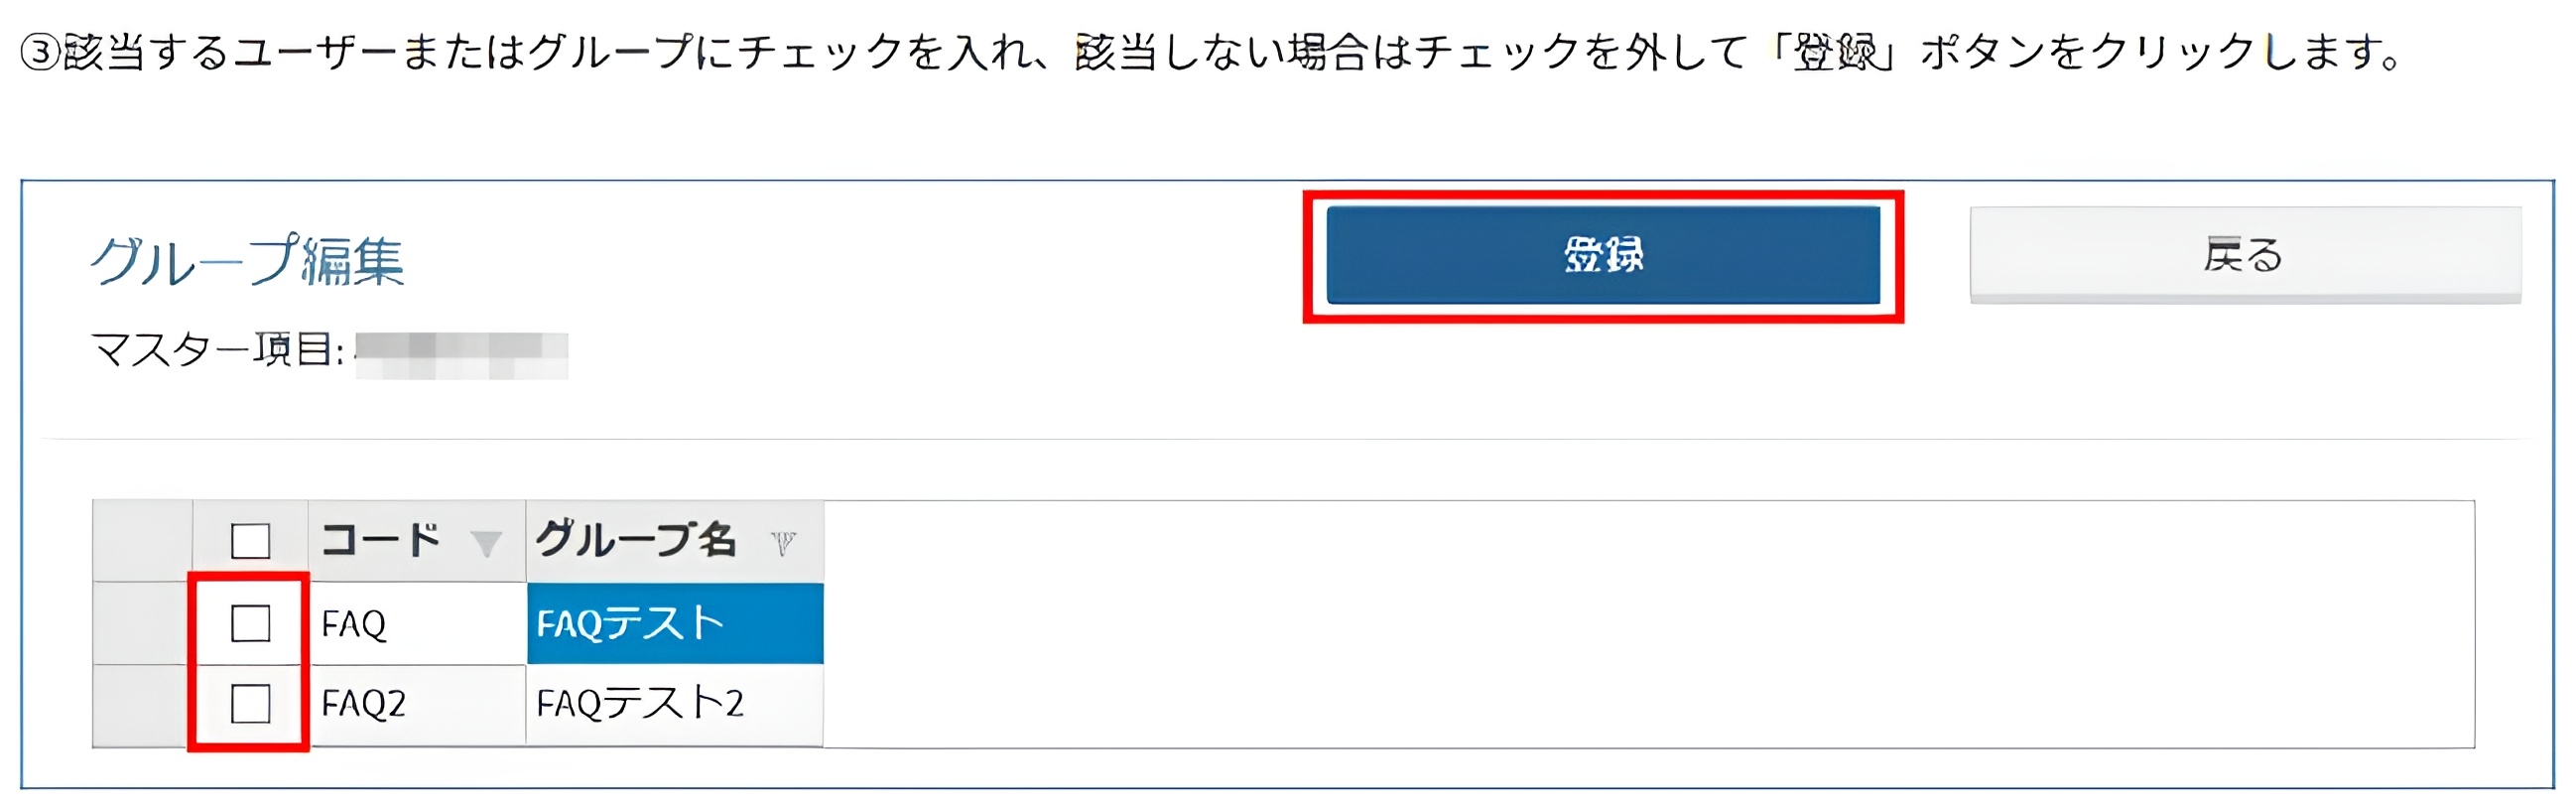 ③該当するユーザーまたはグループにチェックを入れ、該当しない場合はチェックを外して「登録」ボタンをクリックします。
グループ編集
登録
戻る
マスター項目:
コード グループ名
FAQ FAQテスト
FAQ2 FAQテスト2